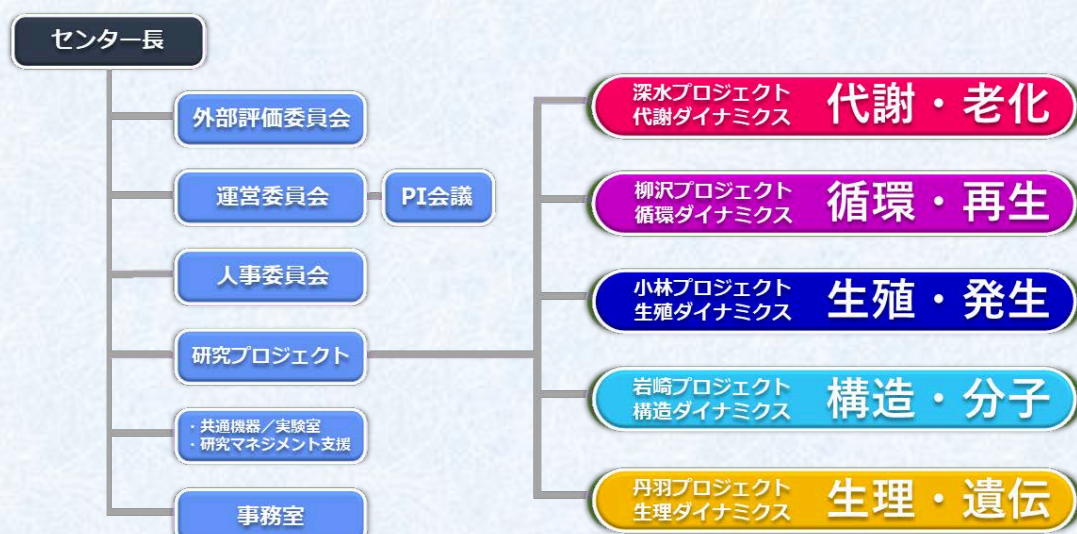 センター長
外部評価委員会
運営委員会
PI会議
人事委員会
研究プロジェクト
・共通機器／実験室
・研究マネジメント支援
事務室
深水プロジェクト
代謝ダイナミクス
代謝・老化
柳沢プロジェクト
循環ダイナミクス
循環・再生
小林プロジェクト
生殖ダイナミクス
生殖・発生
岩崎プロジェクト
構造ダイナミクス
構造・分子
丹羽プロジェクト
生理ダイナミクス
生理・遺伝